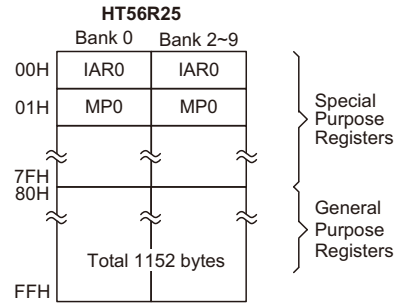 HT56R25
Bank 0 Bank 2~9
00H IAR0 IAR0
01H MP0 MP0
Special
Purpose
Registers
7FH
80H
General
Purpose
Registers
Total 1152 bytes
FFH